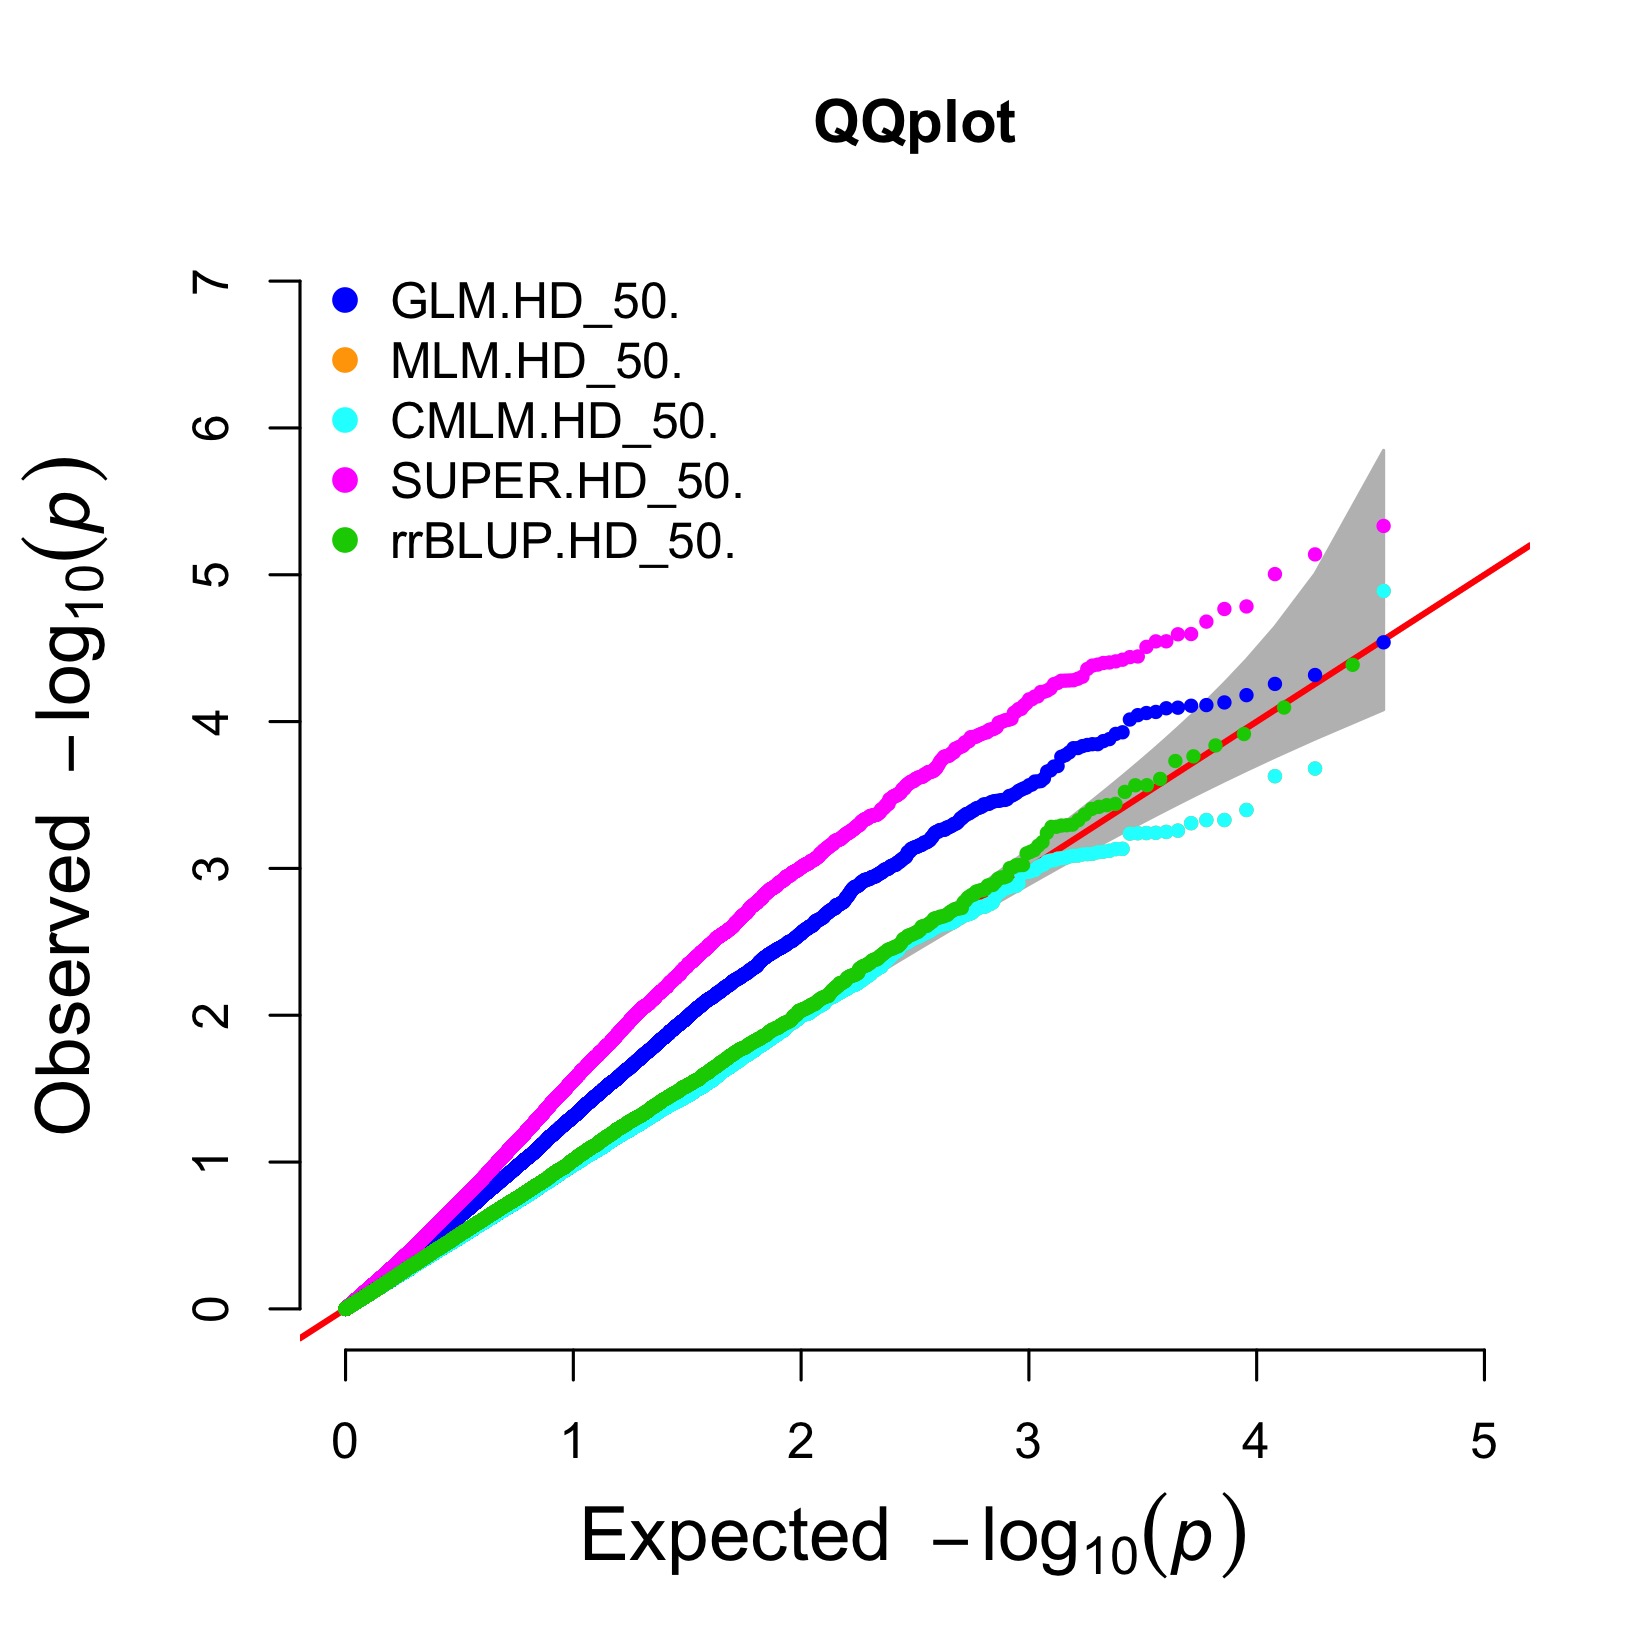 QQplot
GLM.HD_50.
MLM.HD_50.
CMLM.HD_50.
SUPER.HD_50.
rrBLUP.HD_50.
Observed −log10(p)
7
6
5
4
3
2
1
0
0 1 2 3 4 5
Expected −log10(p)